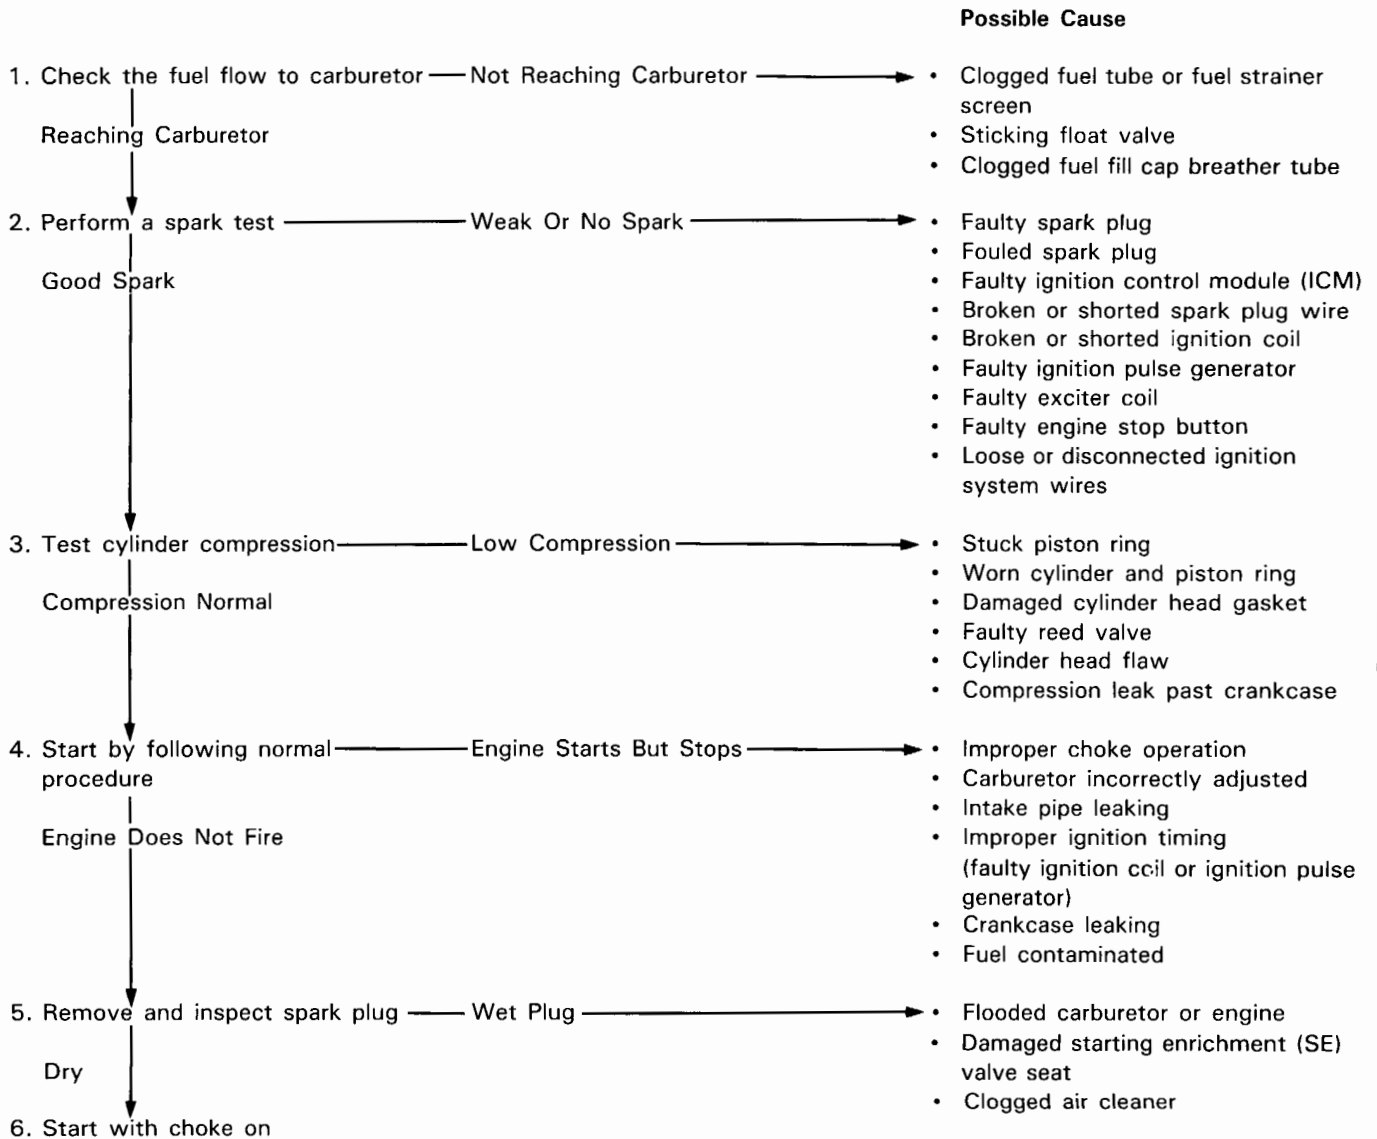 Possible Cause
1. Check the fuel flow to carburetor
Not Reaching Carburetor
• Clogged fuel tube or fuel strainer
screen
Reaching Carburetor
• Sticking float valve
• Clogged fuel fill cap breather tube
2. Perform a spark test
Weak Or No Spark
• Faulty spark plug
• Fouled spark plug
Good Spark
• Faulty ignition control module (ICM)
• Broken or shorted spark plug wire
• Broken or shorted ignition coil
• Faulty ignition pulse generator
• Faulty exciter coil
• Faulty engine stop button
• Loose or disconnected ignition
system wires
3. Test cylinder compression
Low Compression
• Stuck piston ring
• Worn cylinder and piston ring
Compression Normal
• Damaged cylinder head gasket
• Faulty reed valve
• Cylinder head flaw
• Compression leak past crankcase
4. Start by following normal
procedure
Engine Starts But Stops
• Improper choke operation
• Carburetor incorrectly adjusted
• Intake pipe leaking
Engine Does Not Fire
• Improper ignition timing
(faulty ignition coil or ignition pulse
generator)
• Crankcase leaking
• Fuel contaminated
5. Remove and inspect spark plug
Wet Plug
• Flooded carburetor or engine
• Damaged starting enrichment (SE)
valve seat
Dry
• Clogged air cleaner
6. Start with choke on